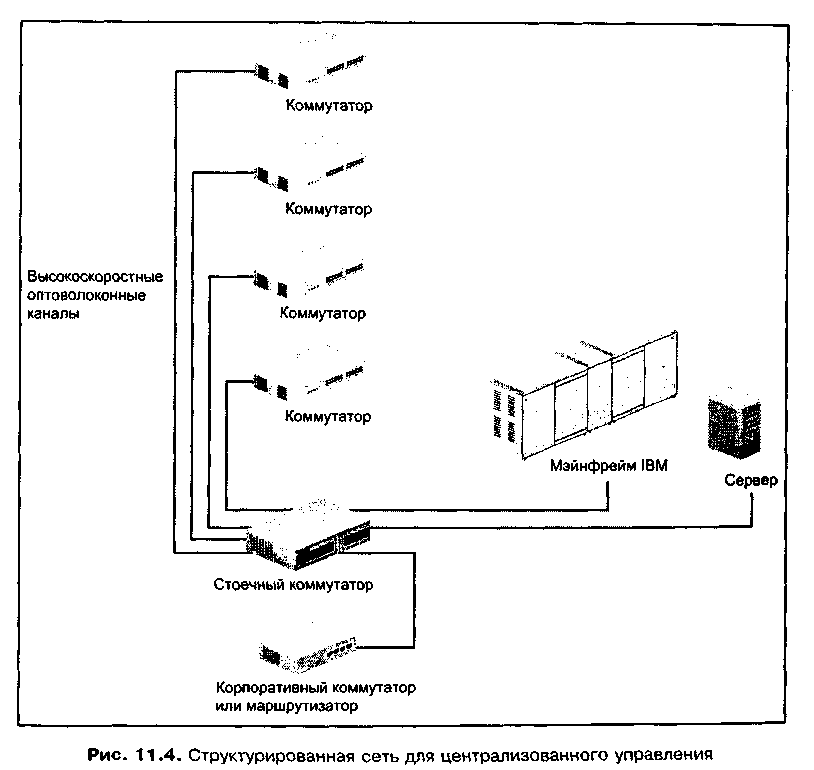 Коммутатор
Коммутатор
Высокоскоростные
оптоволоконные
каналы
Коммутатор
Коммутатор
Мэйнфрейм IBM
Сервер
Стоечный коммутатор
Корпоративный коммутатор
или маршрутизатор
Рис. 11.4. Структурированная сеть для централизованного управления